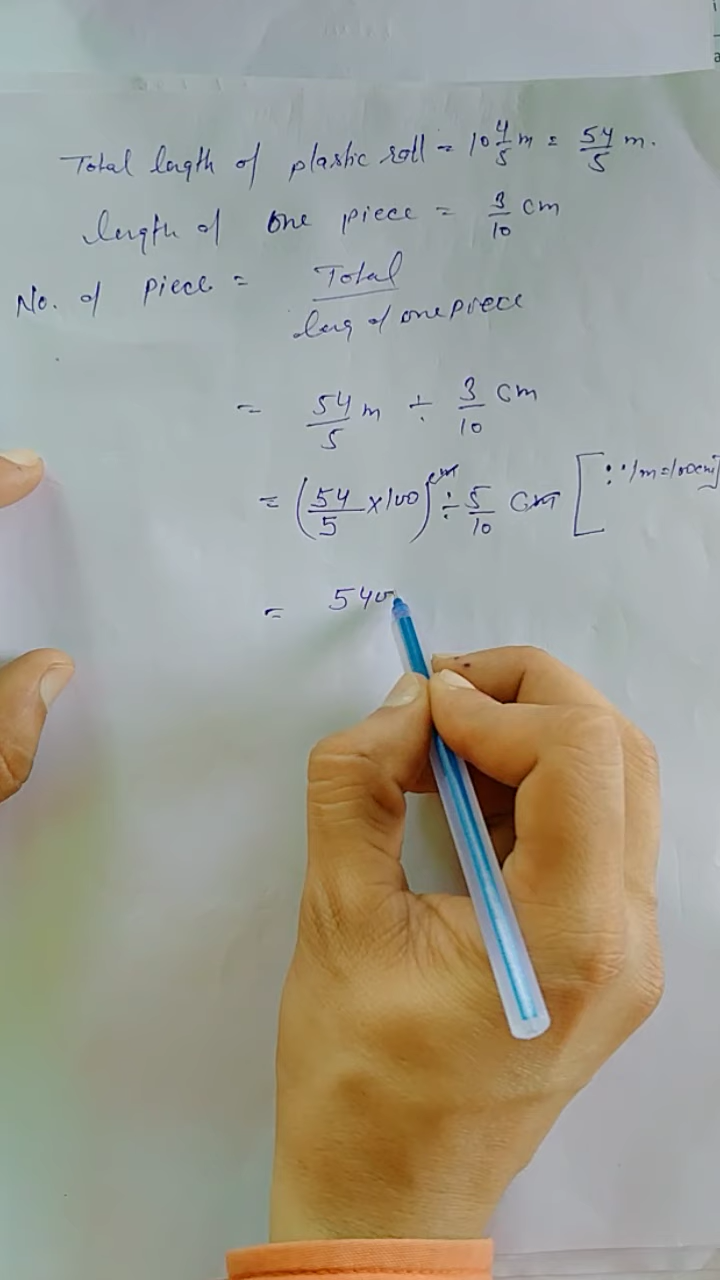 Total length of plastic roll = 10 4/5 m = 54/5 m.
length of one piece = 3/10 cm
No. of piece = Total / leng of one piece
= 54/5 m ÷ 3/10 cm
= (54/5 × 100) cm ÷ 5/10 cm [∵ 1m = 100cm]
= 540